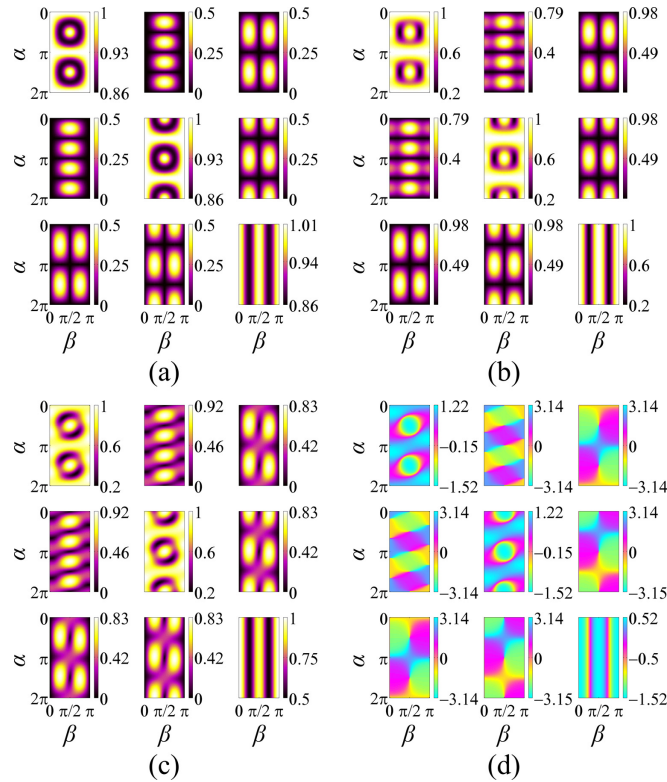 0 1 0.5 0.5
α π 0.93 0.25 0.25
2π 0.86 0 0
0 0.5 1 0.5
α π 0.25 0.93 0.25
2π 0 0.86 0
0 0.5 0.5 1.01
α π 0.25 0.25 0.94
2π 0 0 0.86
0 π/2 π 0 π/2 π 0 π/2 π
β β β
(a)
0 1 0.79 0.98
α π 0.6 0.4 0.49
2π 0.2
0 0.79 1 0.98
α π 0.4 0.6 0.49
2π 0.2
0 0.98 0.98 1
α π 0.49 0.49 0.6
2π 0.2
0 π/2 π 0 π/2 π 0 π/2 π
β β β
(b)
0 1 0.92 0.83
α π 0.6 0.46 0.42
2π 0.2 0 0
0 0.92 1 0.83
α π 0.46 0.6 0.42
2π 0 0.2 0
0 0.83 0.83 1
α π 0.42 0.42 0.75
2π 0 0 0.5
0 π/2 π 0 π/2 π 0 π/2 π
β β β
(c)
0 1.22 3.14 3.14
α π −0.15 0 0
2π −1.52 −3.14 −3.14
0 3.14 1.22 3.14
α π 0 −0.15 0
2π −3.14 −1.52 −3.15
0 3.14 3.14 0.52
α π 0 0 −0.5
2π −3.14 −3.15 −1.52
0 π/2 π 0 π/2 π 0 π/2 π
β β β
(d)